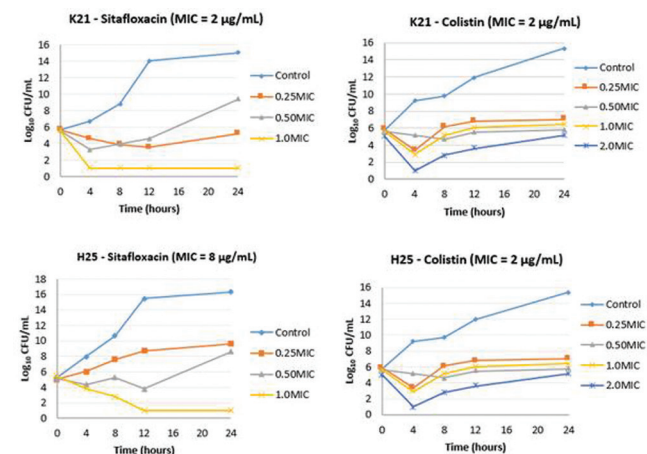 K21 - Sitafloxacin (MIC = 2 µg/mL)
Log10 CFU/mL
16
14
12
10
8
6
4
2
0
0 4 8 12 16 20 24
Time (hours)
Control
0.25MIC
0.50MIC
1.0MIC
K21 - Colistin (MIC = 2 µg/mL)
Log10 CFU/mL
16
14
12
10
8
6
4
2
0
0 4 8 12 16 20 24
Time (hours)
Control
0.25MIC
0.50MIC
1.0MIC
2.0MIC
H25 - Sitafloxacin (MIC = 8 µg/mL)
Log10 CFU/mL
18
16
14
12
10
8
6
4
2
0
0 4 8 12 16 20 24
Time (hours)
Control
0.25MIC
0.50MIC
1.0MIC
H25 - Colistin (MIC = 2 µg/mL)
Log10 CFU/mL
16
14
12
10
8
6
4
2
0
0 4 8 12 16 20 24
Time (hours)
Control
0.25MIC
0.50MIC
1.0MIC
2.0MIC